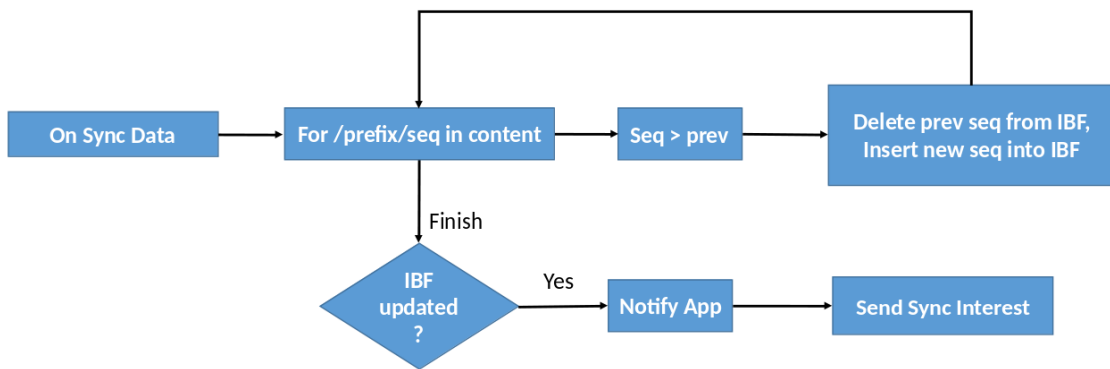 On Sync Data
For /prefix/seq in content
Seq > prev
Delete prev seq from IBF,
Insert new seq into IBF
Finish
IBF
updated
?
Yes
Notify App
Send Sync Interest